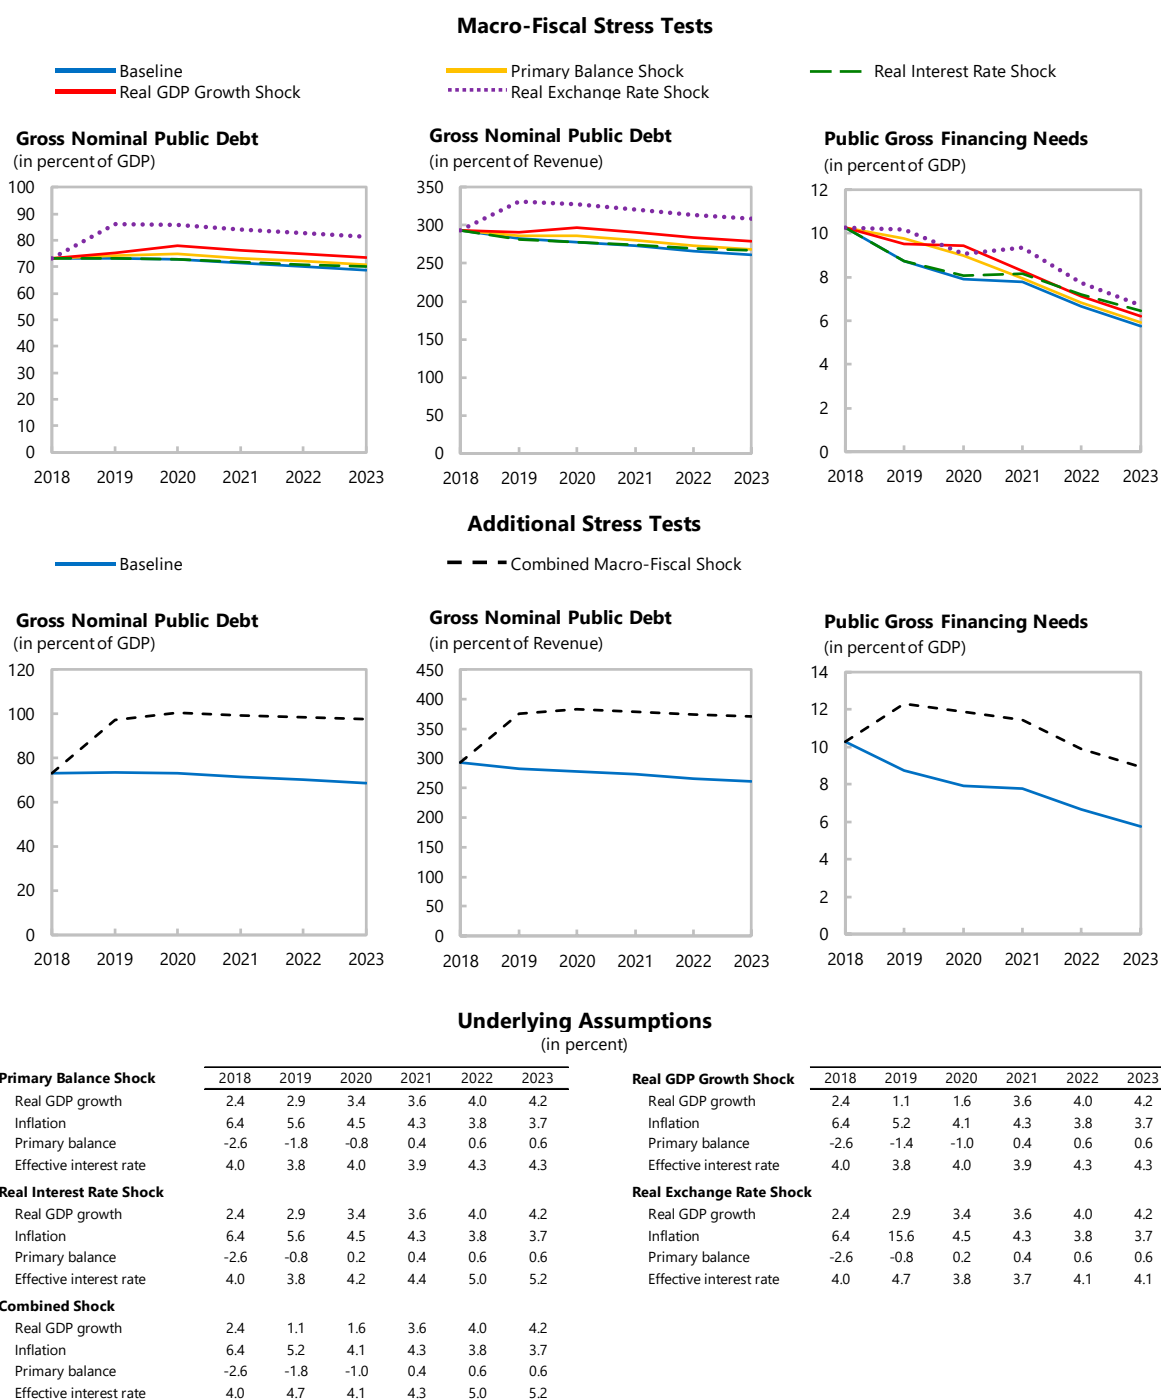 Macro-Fiscal Stress Tests
Baseline
Primary Balance Shock
Real Interest Rate Shock
Real GDP Growth Shock
Real Exchange Rate Shock
Gross Nominal Public Debt
(in percent of GDP)
100
90
80
70
60
50
40
30
20
10
0
2018 2019 2020 2021 2022 2023
Gross Nominal Public Debt
(in percent of Revenue)
350
300
250
200
150
100
50
0
2018 2019 2020 2021 2022 2023
Public Gross Financing Needs
(in percent of GDP)
12
10
8
6
4
2
0
2018 2019 2020 2021 2022 2023
Additional Stress Tests
Baseline
Combined Macro-Fiscal Shock
Gross Nominal Public Debt
(in percent of GDP)
120
100
80
60
40
20
0
2018 2019 2020 2021 2022 2023
Gross Nominal Public Debt
(in percent of Revenue)
450
400
350
300
250
200
150
100
50
0
2018 2019 2020 2021 2022 2023
Public Gross Financing Needs
(in percent of GDP)
14
12
10
8
6
4
2
0
2018 2019 2020 2021 2022 2023
Underlying Assumptions
(in percent)
Primary Balance Shock 2018 2019 2020 2021 2022 2023
Real GDP growth 2.4 2.9 3.4 3.6 4.0 4.2
Inflation 6.4 5.6 4.5 4.3 3.8 3.7
Primary balance -2.6 -1.8 -0.8 0.4 0.6 0.6
Effective interest rate 4.0 3.8 4.0 3.9 4.3 4.3
Real Interest Rate Shock
Real GDP growth 2.4 2.9 3.4 3.6 4.0 4.2
Inflation 6.4 5.6 4.5 4.3 3.8 3.7
Primary balance -2.6 -0.8 0.2 0.4 0.6 0.6
Effective interest rate 4.0 3.8 4.2 4.4 5.0 5.2
Combined Shock
Real GDP growth 2.4 1.1 1.6 3.6 4.0 4.2
Inflation 6.4 5.2 4.1 4.3 3.8 3.7
Primary balance -2.6 -1.8 -1.0 0.4 0.6 0.6
Effective interest rate 4.0 4.7 4.1 4.3 5.0 5.2
Real GDP Growth Shock 2018 2019 2020 2021 2022 2023
Real GDP growth 2.4 1.1 1.6 3.6 4.0 4.2
Inflation 6.4 5.2 4.1 4.3 3.8 3.7
Primary balance -2.6 -1.4 -1.0 0.4 0.6 0.6
Effective interest rate 4.0 3.8 4.0 3.9 4.3 4.3
Real Exchange Rate Shock
Real GDP growth 2.4 2.9 3.4 3.6 4.0 4.2
Inflation 6.4 15.6 4.5 4.3 3.8 3.7
Primary balance -2.6 -0.8 0.2 0.4 0.6 0.6
Effective interest rate 4.0 4.7 3.8 3.7 4.1 4.1